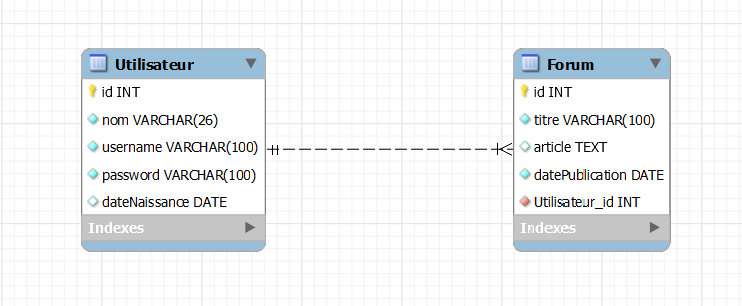 Utilisateur
id INT
nom VARCHAR(26)
username VARCHAR(100)
password VARCHAR(100)
dateNaissance DATE
Indexes
Forum
id INT
titre VARCHAR(100)
article TEXT
datePublication DATE
Utilisateur_id INT
Indexes